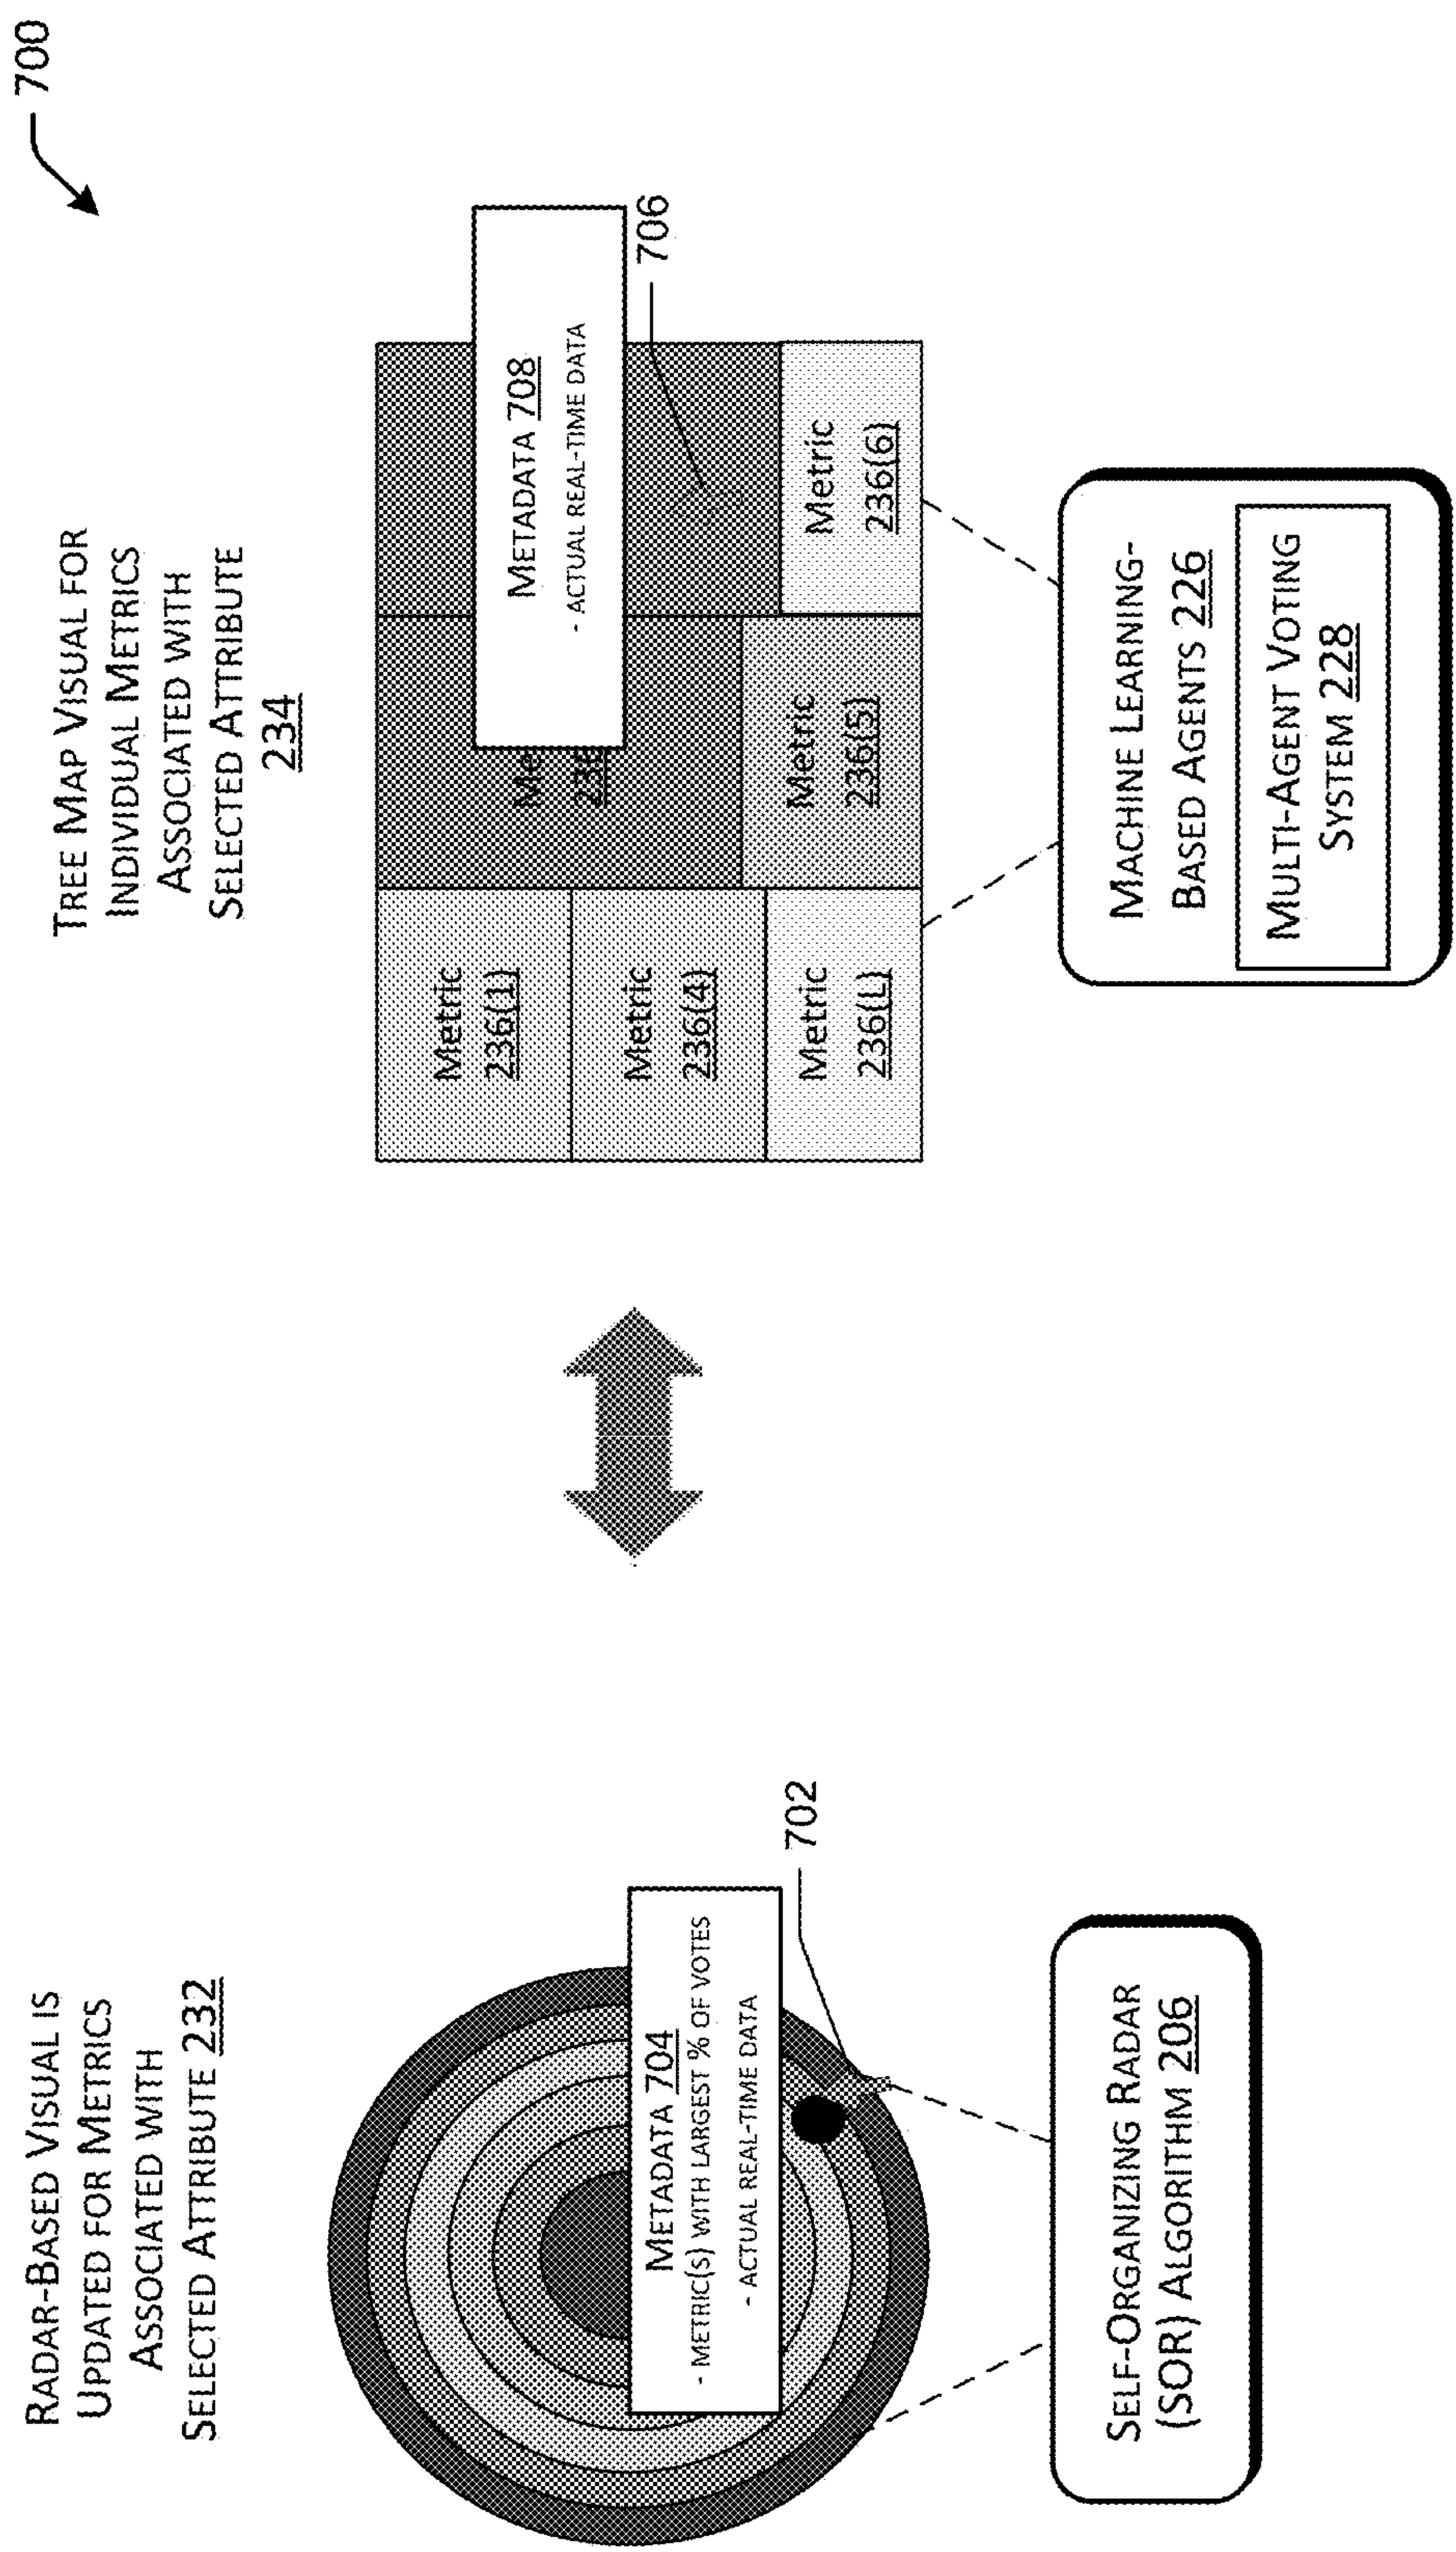 700
RADAR-BASED VISUAL IS
UPDATED FOR METRICS
ASSOCIATED WITH
SELECTED ATTRIBUTE 232
METADATA 704
- METRIC(S) WITH LARGEST % OF VOTES
- ACTUAL REAL-TIME DATA
702
SELF-ORGANIZING RADAR
(SOR) ALGORITHM 206
TREE MAP VISUAL FOR
INDIVIDUAL METRICS
ASSOCIATED WITH
SELECTED ATTRIBUTE
234
Metric
236(1)
Metric
236(4)
Metric
236(L)
Metric
236(5)
Metric
236(6)
METADATA 708
- ACTUAL REAL-TIME DATA
706
MACHINE LEARNING-
BASED AGENTS 226
MULTI-AGENT VOTING
SYSTEM 228